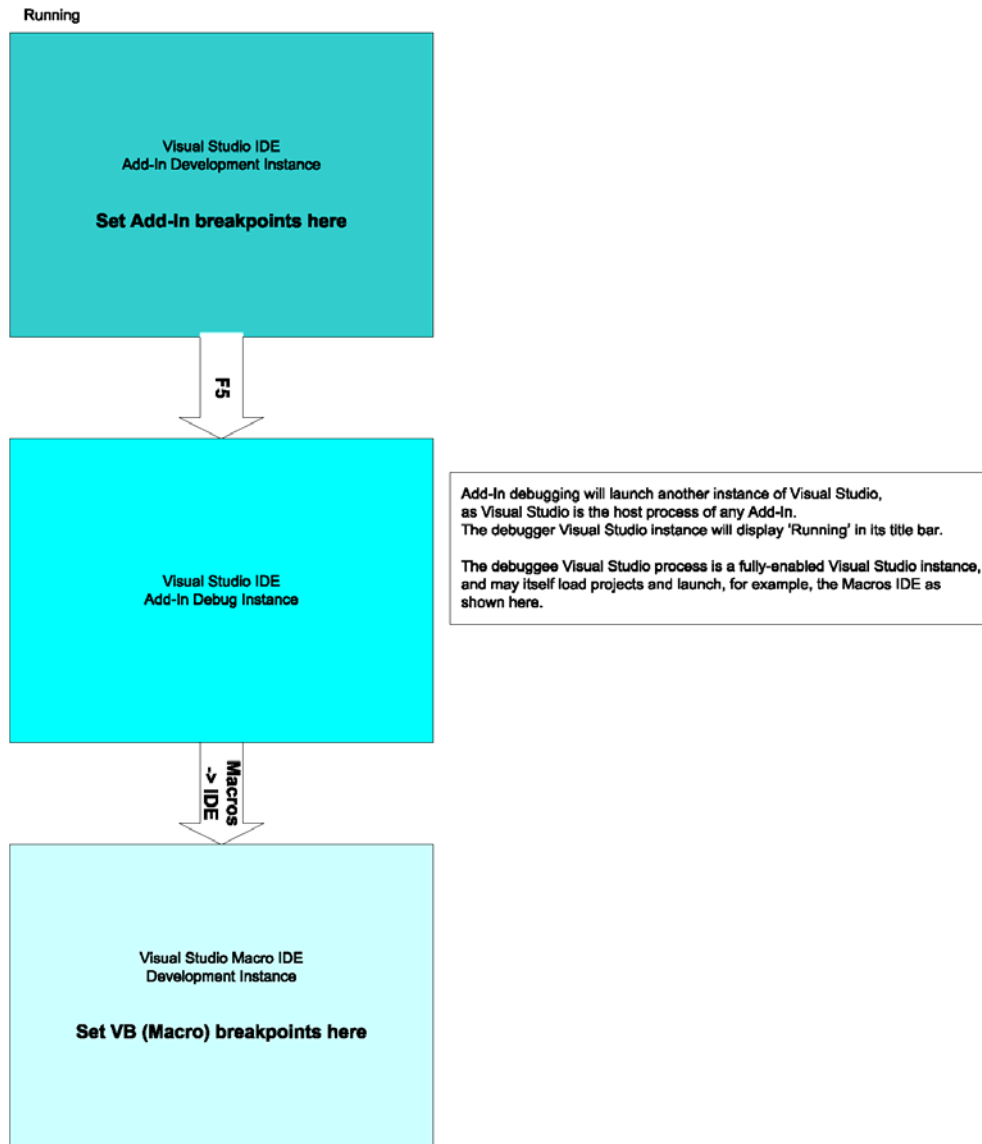 Running
Visual Studio IDE
Add-In Development Instance
Set Add-In breakpoints here
F5
Visual Studio IDE
Add-In Debug Instance
Add-In debugging will launch another instance of Visual Studio,
as Visual Studio is the host process of any Add-In.
The debugger Visual Studio instance will display 'Running' in its title bar.
The debuggee Visual Studio process is a fully-enabled Visual Studio instance,
and may itself load projects and launch, for example, the Macros IDE as
shown here.
Macros
-> IDE
Visual Studio Macro IDE
Development Instance
Set VB (Macro) breakpoints here